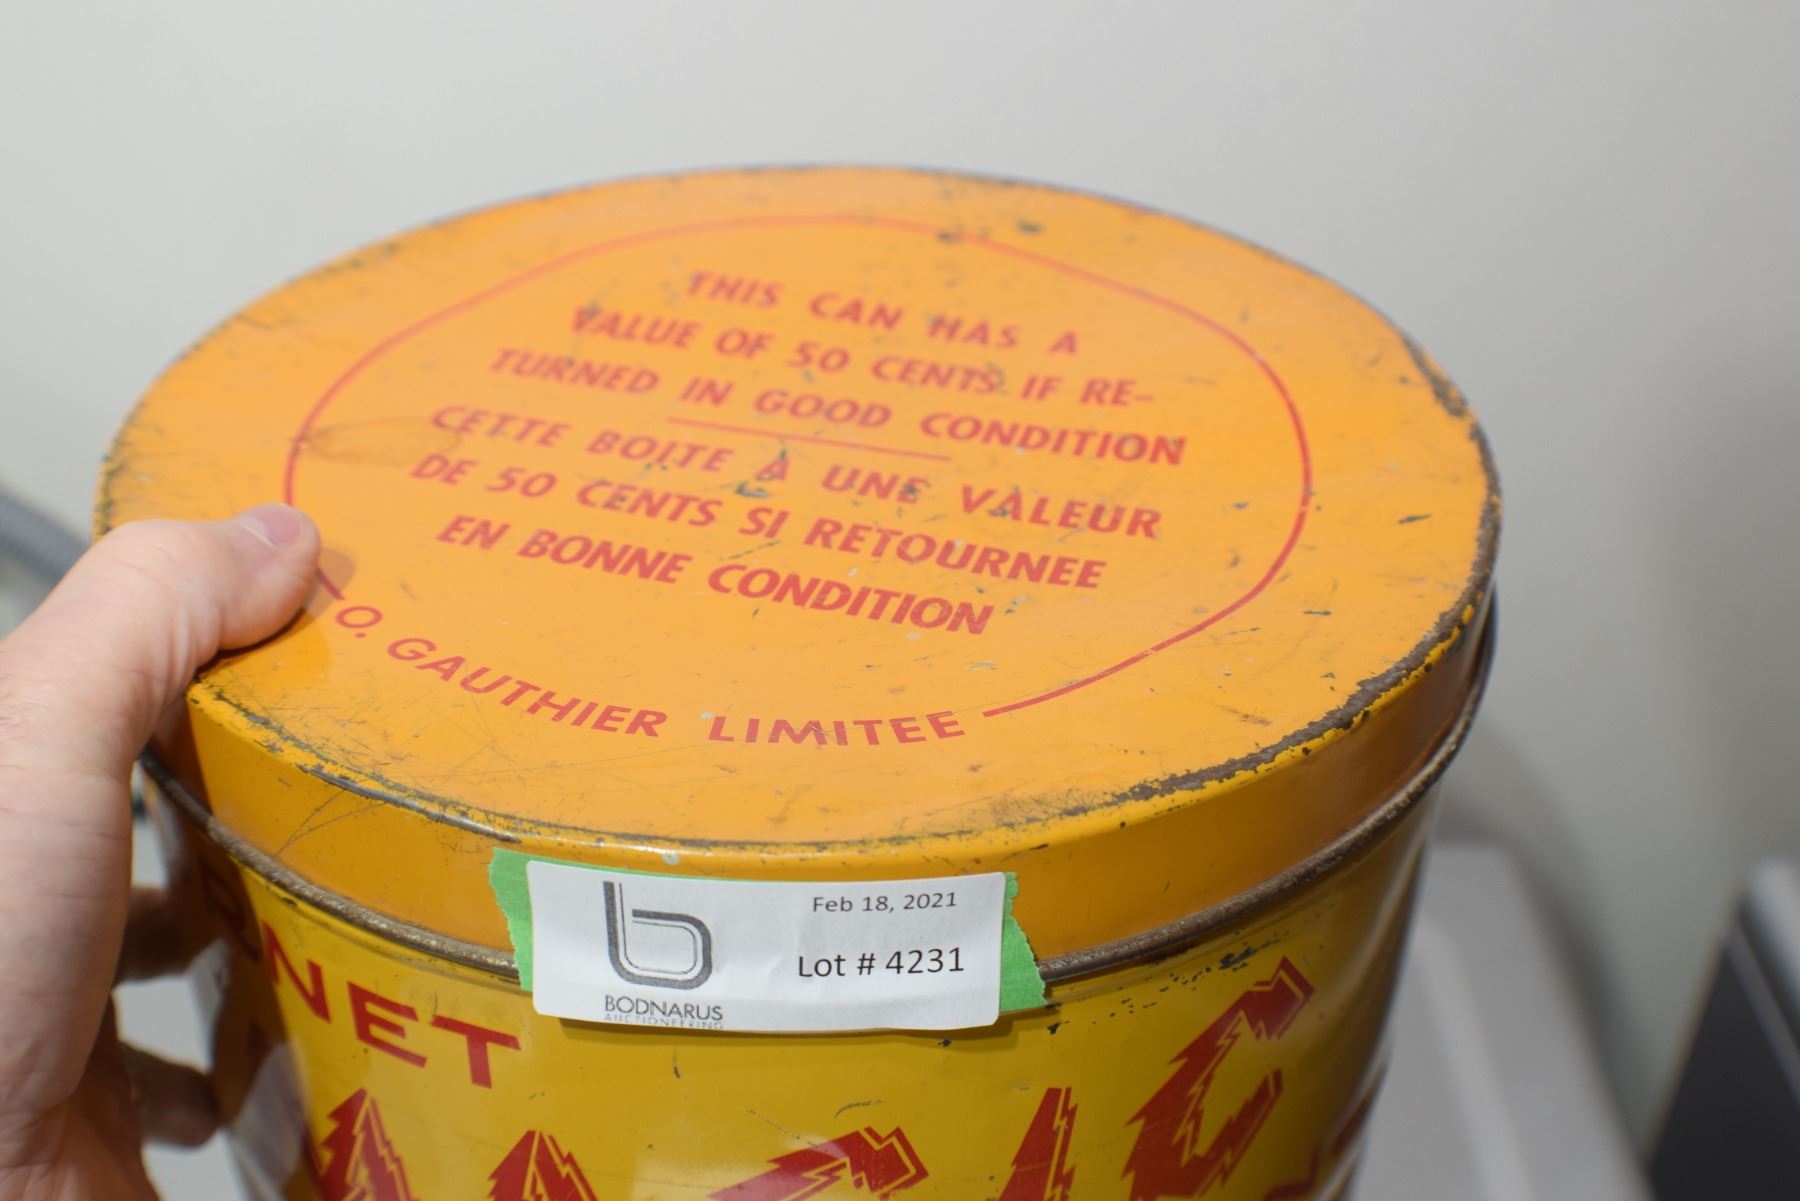 THIS CAN HAS A
VALUE OF 50 CENTS IF RE-
TURNED IN GOOD CONDITION
CETTE BOITE A UNE VALEUR
DE 50 CENTS SI RETOURNEE
EN BONNE CONDITION
O. GAUTHIER LIMITEE
Feb 18, 2021
Lot # 4231
b
BODNARUS
AUCTIONEERING
NET